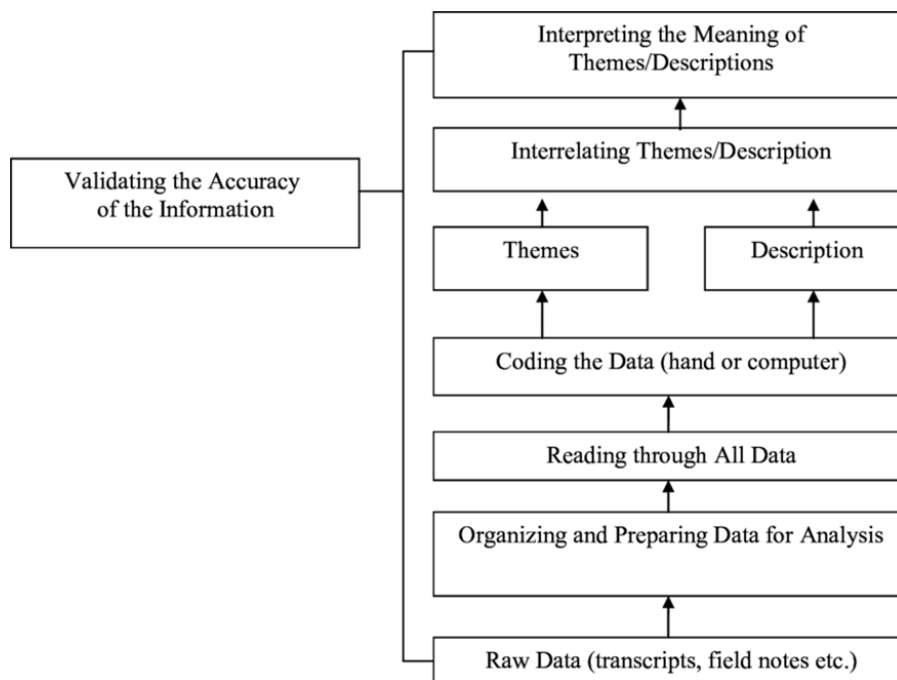 Interpreting the Meaning of
Themes/Descriptions
Interrelating Themes/Description
Validating the Accuracy
of the Information
Themes
Description
Coding the Data (hand or computer)
Reading through All Data
Organizing and Preparing Data for Analysis
Raw Data (transcripts, field notes etc.)